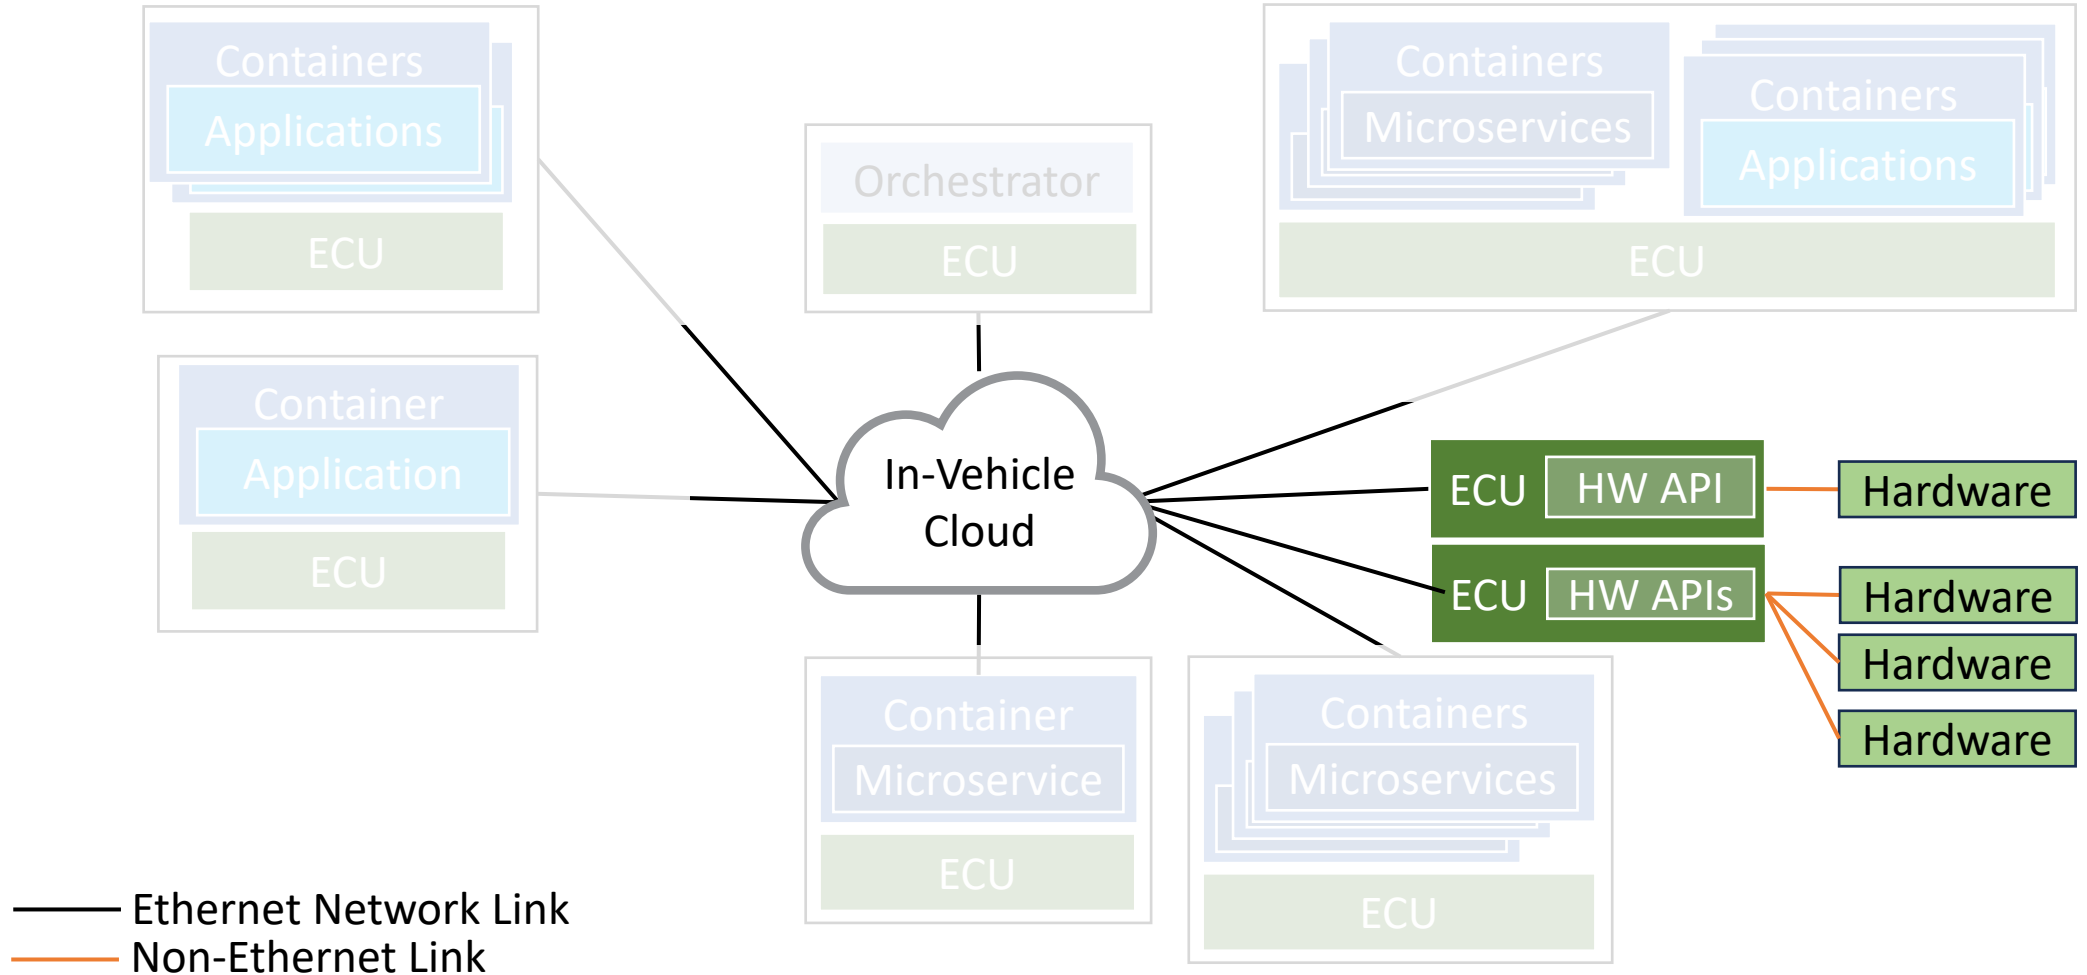 Containers
Applications
ECU
Orchestrator
ECU
Containers
Microservices
Containers
Applications
ECU
Container
Application
ECU
In-Vehicle
Cloud
ECU
HW API
Hardware
ECU
HW APIs
Hardware
Hardware
Hardware
Container
Microservice
ECU
Containers
Microservices
ECU
Ethernet Network Link
Non-Ethernet Link